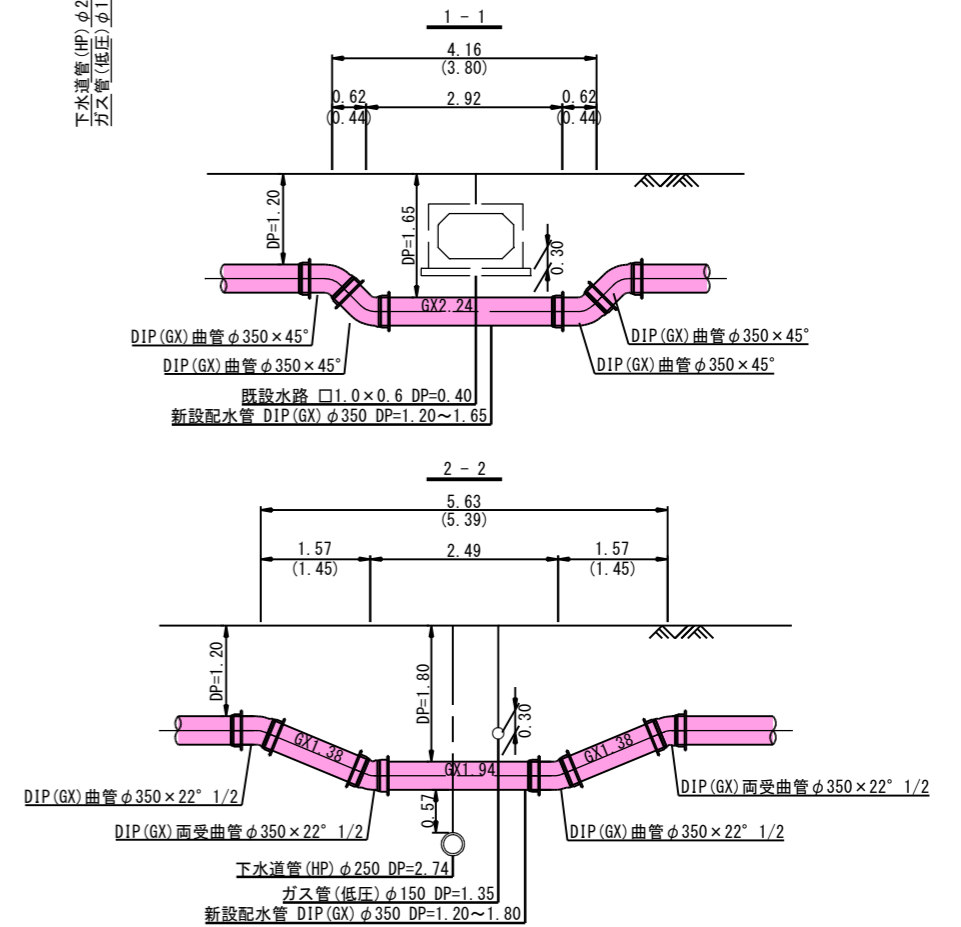 下水道管(HP)φ2
ガス管(低圧)φ1
1 - 1
4.16
(3.80)
0.62
(0.44)
2.92
0.62
(0.44)
DP=1.20
DP=1.65
0.30
GX2.24
DIP(GX)曲管φ350×45°
DIP(GX)曲管φ350×45°
DIP(GX)曲管φ350×45°
DIP(GX)曲管φ350×45°
既設水路 □1.0×0.6 DP=0.40
新設配水管 DIP(GX)φ350 DP=1.20～1.65
2 - 2
5.63
(5.39)
1.57
(1.45)
2.49
1.57
(1.45)
DP=1.20
DP=1.80
0.30
GX1.38
GX1.94
GX1.38
0.57
DIP(GX)曲管φ350×22° 1/2
DIP(GX)両受曲管φ350×22° 1/2
DIP(GX)両受曲管φ350×22° 1/2
DIP(GX)曲管φ350×22° 1/2
下水道管(HP)φ250 DP=2.74
ガス管(低圧)φ150 DP=1.35
新設配水管 DIP(GX)φ350 DP=1.20～1.80